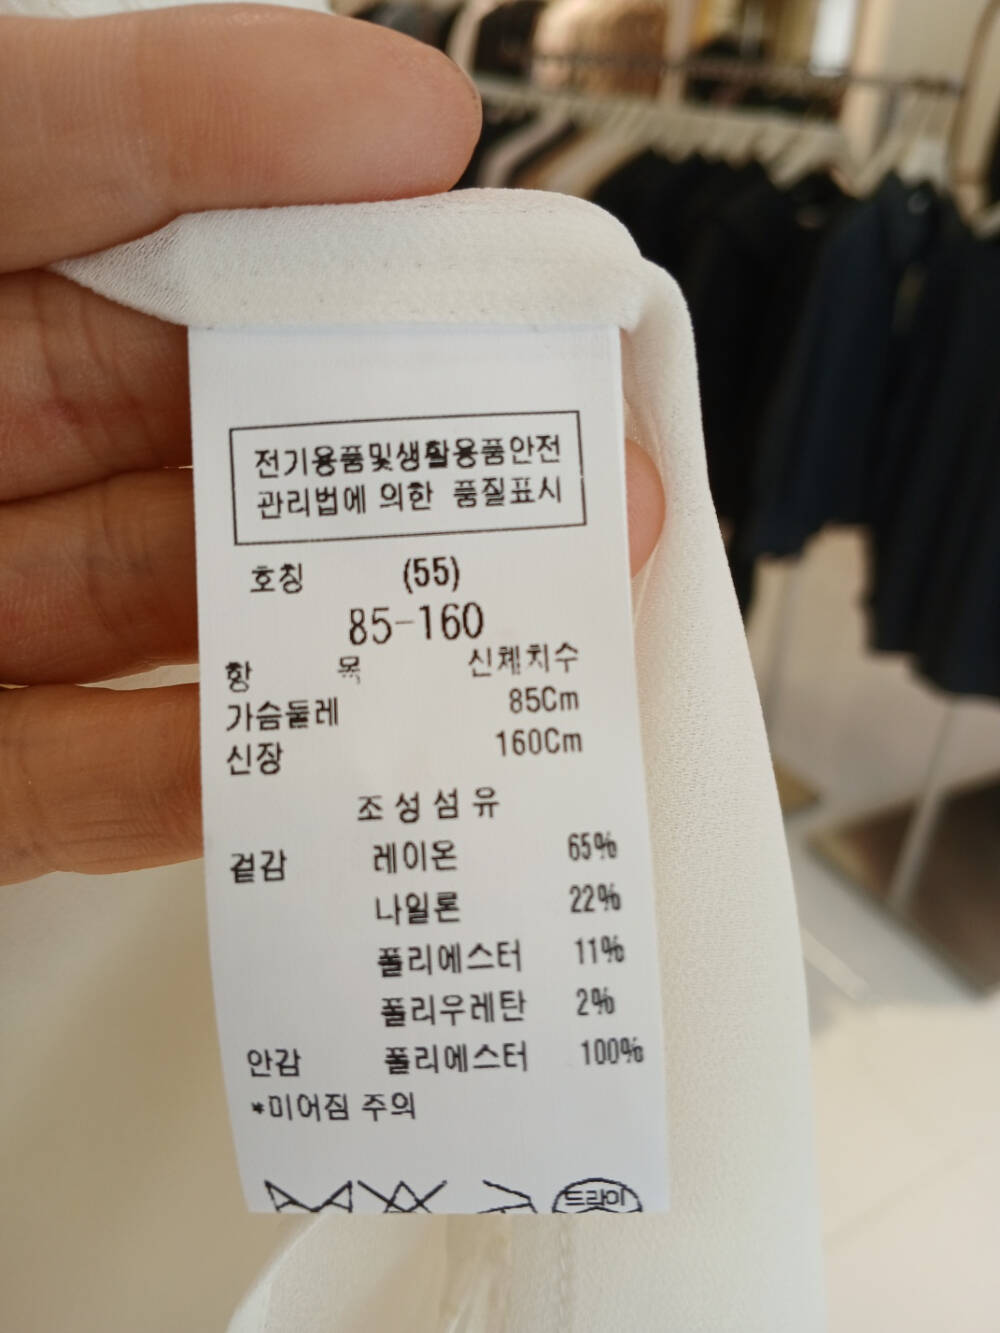 전기용품및생활용품안전
관리법에 의한 품질표시
호칭 (55)
85-160
항 목 신체치수
가슴둘레 85Cm
신장 160Cm
조성섬유
겉감 레이온 65%
나일론 22%
폴리에스터 11%
폴리우레탄 2%
안감 폴리에스터 100%
*미어짐 주의
드라이